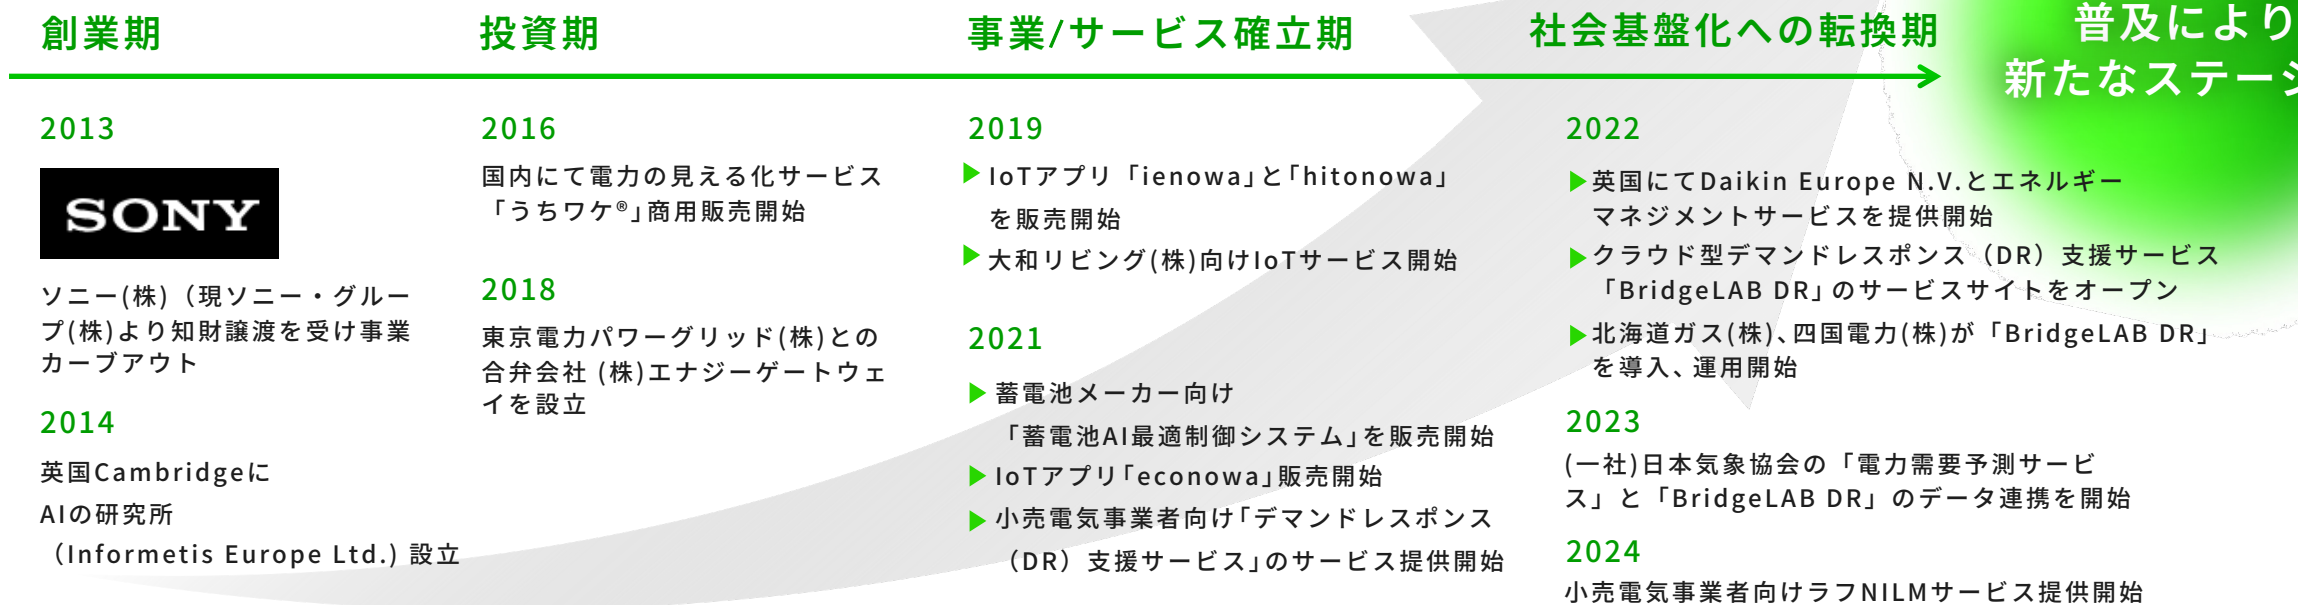 創業期
投資期
事業/サービス確立期
社会基盤化への転換期
普及により
新たなステージ
2013
SONY
ソニー(株)（現ソニー・グルー
プ(株)より知財譲渡を受け事業
カーブアウト
2014
英国Cambridgeに
AIの研究所
（Informetis Europe Ltd.) 設立
2016
国内にて電力の見える化サービス
「うちワケ®」商用販売開始
2018
東京電力パワーグリッド(株)との
合弁会社 (株)エナジーゲートウェ
イを設立
2019
▶IoTアプリ「ienowa」と「hitonowa」
を販売開始
▶大和リビング(株)向けIoTサービス開始
2021
▶蓄電池メーカー向け
「蓄電池AI最適制御システム」を販売開始
▶IoTアプリ「econowa」販売開始
▶小売電気事業者向け「デマンドレスポンス
（DR）支援サービス」のサービス提供開始
2022
▶英国にてDaikin Europe N.V.とエネルギー
マネジメントサービスを提供開始
▶クラウド型デマンドレスポンス（DR）支援サービス
「BridgeLAB DR」のサービスサイトをオープン
▶北海道ガス(株)、四国電力(株)が「BridgeLAB DR」
を導入、運用開始
2023
(一社)日本気象協会の「電力需要予測サービ
ス」と「BridgeLAB DR」のデータ連携を開始
2024
小売電気事業者向けラフNILMサービス提供開始